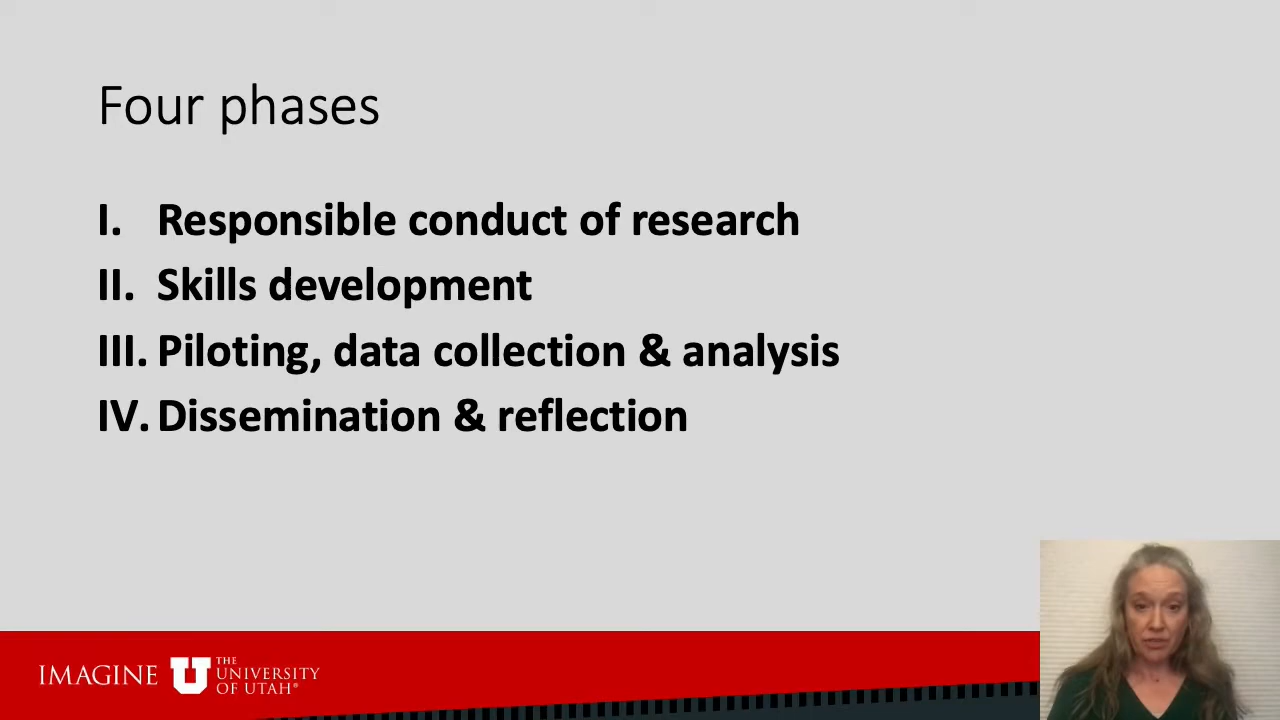 Four phases
I. Responsible conduct of research
II. Skills development
III. Piloting, data collection & analysis
IV. Dissemination & reflection
IMAGINE U THE UNIVERSITY OF UTAH®